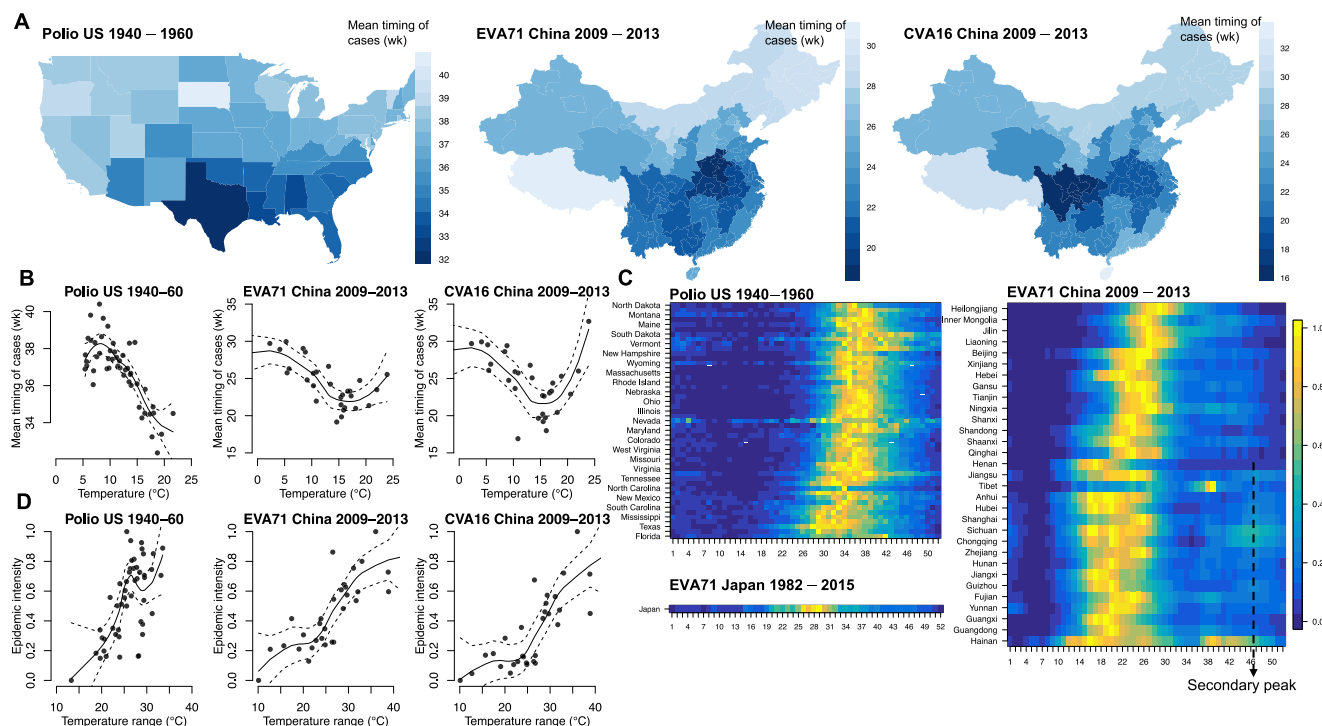 A
Polio US 1940 – 1960
Mean timing of
cases (wk)
40
39
38
37
36
35
34
33
32
EVA71 China 2009 – 2013
Mean timing of
cases (wk)
30
28
26
24
22
20
CVA16 China 2009 – 2013
Mean timing of
cases (wk)
32
30
28
26
24
22
20
18
16
B
Polio US 1940–60
Mean timing of cases (wk)
40
38
36
34
0 5 10 15 20 25
Temperature (°C)
EVA71 China 2009–2013
Mean timing of cases (wk)
35
30
25
20
15
0 5 10 15 20 25
Temperature (°C)
CVA16 China 2009–2013
Mean timing of cases (wk)
35
30
25
20
15
0 5 10 15 20 25
Temperature (°C)
C
Polio US 1940–1960
North Dakota
Montana
Maine
South Dakota
Vermont
New Hampshire
Wyoming
Massachusetts
Rhode Island
Nebraska
Ohio
Illinois
Nevada
Maryland
Colorado
West Virginia
Missouri
Virginia
Tennessee
North Carolina
New Mexico
South Carolina
Mississippi
Texas
Florida
1 4 7 10 14 18 22 26 30 34 38 42 46 50
EVA71 Japan 1982 – 2015
Japan
1 4 7 10 13 16 19 22 25 28 31 34 37 40 43 46 49 52
EVA71 China 2009 – 2013
Heilongjiang
Inner Mongolia
Jilin
Liaoning
Beijing
Xinjiang
Hebei
Gansu
Tianjin
Ningxia
Shanxi
Shandong
Shaanxi
Qinghai
Henan
Jiangsu
Tibet
Anhui
Hubei
Shanghai
Sichuan
Chongqing
Zhejiang
Hunan
Jiangxi
Guizhou
Fujian
Yunnan
Guangxi
Guangdong
Hainan
1 4 7 10 14 18 22 26 30 34 38 42 46 50
Secondary peak
1.0
0.8
0.6
0.4
0.2
0.0
D
Polio US 1940–60
Epidemic intensity
1.0
0.8
0.6
0.4
0.2
0.0
10 20 30 40
Temperature range (°C)
EVA71 China 2009–2013
Epidemic intensity
1.0
0.8
0.6
0.4
0.2
0.0
10 15 20 25 30 35 40
Temperature range (°C)
CVA16 China 2009–2013
Epidemic intensity
1.0
0.8
0.6
0.4
0.2
0.0
10 15 20 25 30 35 40
Temperature range (°C)